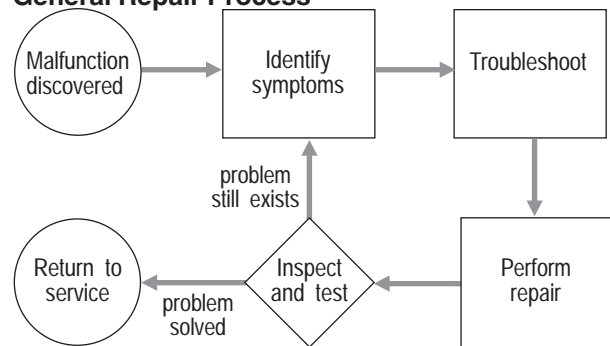 General Repair Process
Malfunction
discovered
Identify
symptoms
Troubleshoot
problem
still exists
Return to
service
problem
solved
Inspect
and test
Perform
repair